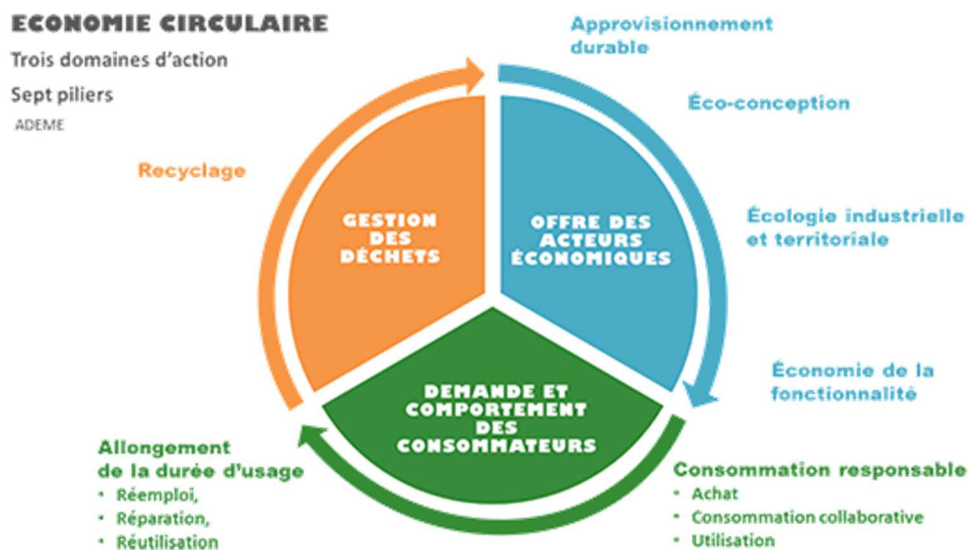 ECONOMIE CIRCULAIRE
Trois domaines d'action
Sept piliers
ADEME
Approvisionnement
durable
Éco-conception
Écologie industrielle
et territoriale
Économie de la
fonctionnalité
Recyclage
GESTION
DES
DÉCHETS
OFFRE DES
ACTEURS
ÉCONOMIQUES
DEMANDE ET
COMPORTEMENT
DES
CONSOMMATEURS
Consommation responsable
• Achat
• Consommation collaborative
• Utilisation
Allongement
de la durée d'usage
• Réemploi,
• Réparation,
• Réutilisation